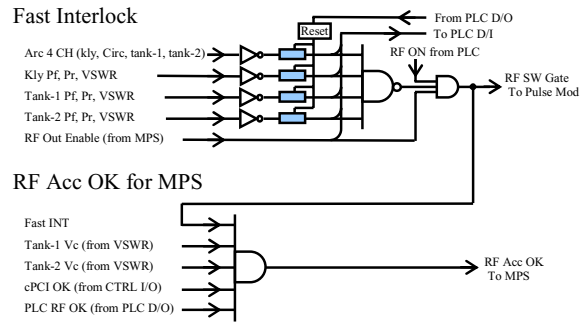 Fast Interlock
From PLC D/O
Reset
To PLC D/I
Arc 4 CH (kly, Circ, tank-1, tank-2)
RF ON from PLC
Kly Pf, Pr, VSWR
RF SW Gate
To Pulse Mod
Tank-1 Pf, Pr, VSWR
Tank-2 Pf, Pr, VSWR
RF Out Enable (from MPS)
RF Acc OK for MPS
Fast INT
Tank-1 Vc (from VSWR)
Tank-2 Vc (from VSWR)
RF Acc OK
To MPS
cPCI OK (from CTRL I/O)
PLC RF OK (from PLC D/O)